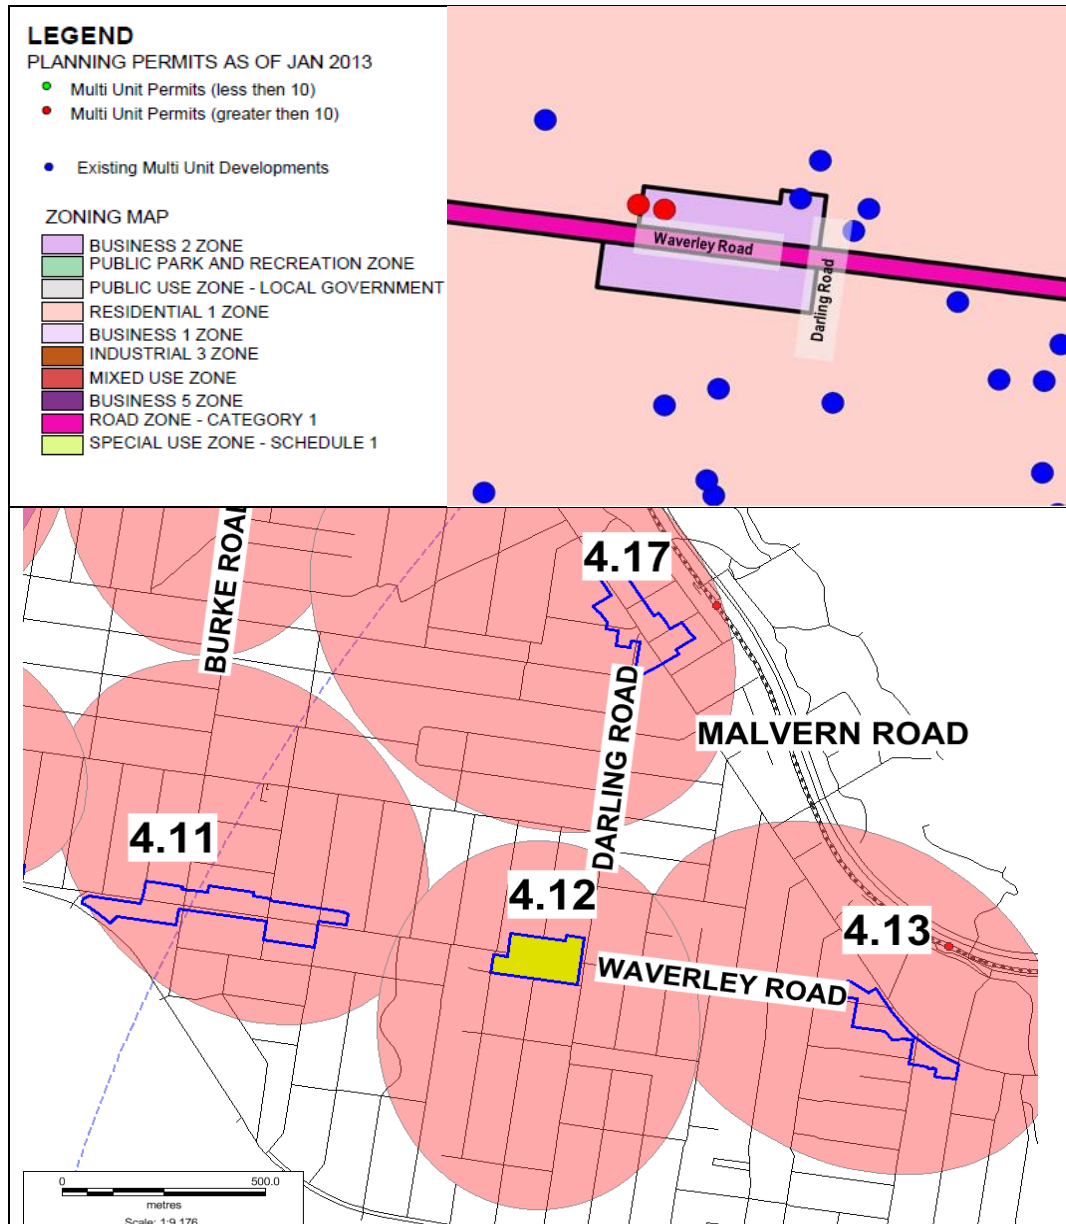 LEGEND
PLANNING PERMITS AS OF JAN 2013
Multi Unit Permits (less then 10)
Multi Unit Permits (greater then 10)
Existing Multi Unit Developments
ZONING MAP
BUSINESS 2 ZONE
PUBLIC PARK AND RECREATION ZONE
PUBLIC USE ZONE - LOCAL GOVERNMENT
RESIDENTIAL 1 ZONE
BUSINESS 1 ZONE
INDUSTRIAL 3 ZONE
MIXED USE ZONE
BUSINESS 5 ZONE
ROAD ZONE - CATEGORY 1
SPECIAL USE ZONE - SCHEDULE 1
Waverley Road
Darling Road
BURKE ROAD
4.17
DARLING ROAD
MALVERN ROAD
4.11
4.12
4.13
WAVERLEY ROAD
0 500.0
metres
Scale: 1:9,176